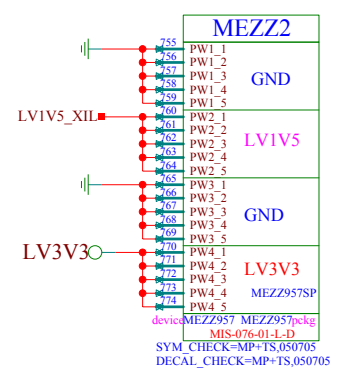 MEZZ2
755 PW1_1
756 PW1_2
757 PW1_3
758 PW1_4
759 PW1_5
GND
760 PW2_1
761 PW2_2
762 PW2_3
763 PW2_4
764 PW2_5
LV1V5_XIL
LV1V5
765 PW3_1
766 PW3_2
767 PW3_3
768 PW3_4
769 PW3_5
GND
770 PW4_1
771 PW4_2
772 PW4_3
773 PW4_4
774 PW4_5
LV3V3
LV3V3
MEZZ957SP
deviceMEZZ957 MEZZ957pckg
MIS-076-01-L-D
SYM_CHECK=MP+TS,050705
DECAL_CHECK=MP+TS,050705